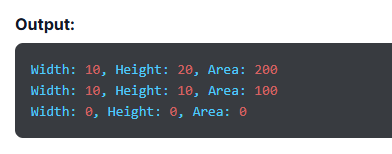 Output:
Width: 10, Height: 20, Area: 200
Width: 10, Height: 10, Area: 100
Width: 0, Height: 0, Area: 0